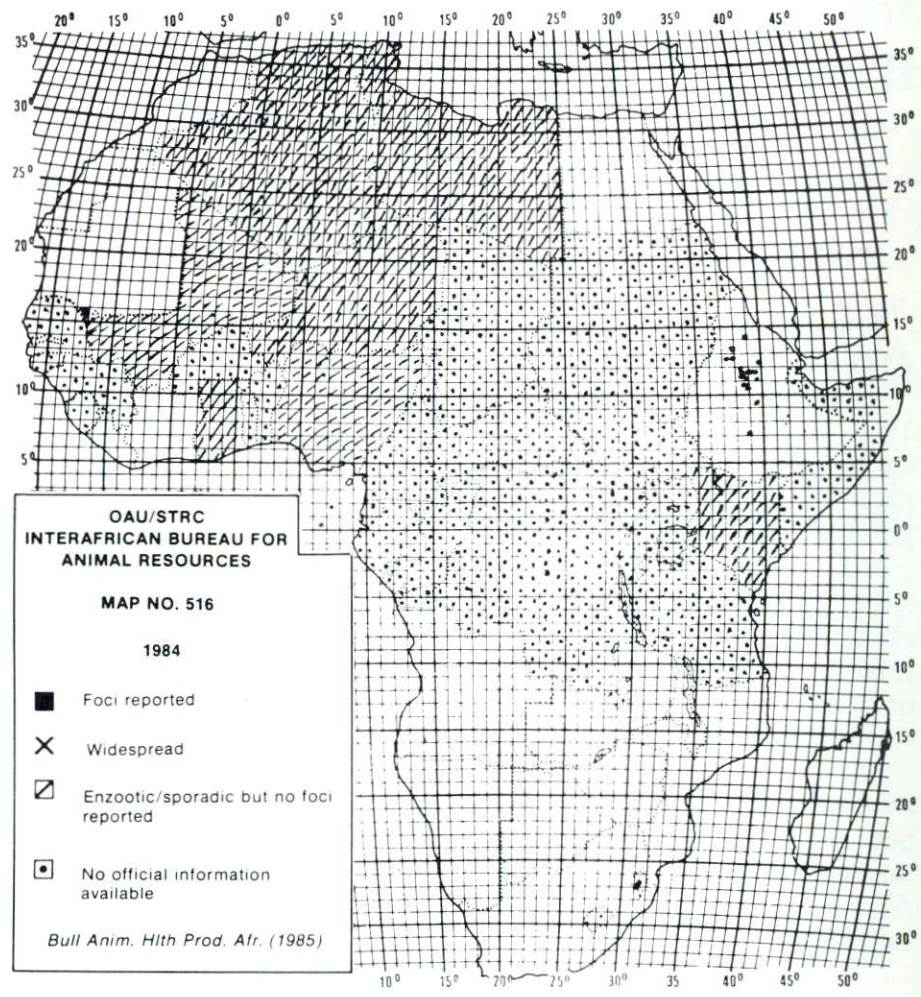 20° 15° 10° 5° 0° 5° 10° 15° 20° 25° 30° 35° 40° 45° 50°
35° 35°
30° 30°
25° 25°
20° 20°
15° 15°
10° 10°
5° 5°
0°
5°
10°
15°
20°
25°
30°
OAU/STRC
INTERAFRICAN BUREAU FOR
ANIMAL RESOURCES
MAP NO. 516
1984
Foci reported
Widespread
Enzootic/sporadic but no foci
reported
No official information
available
Bull Anim. Hlth Prod. Afr. (1985)
10° 15° 20° 25° 30° 35° 40° 45° 50°